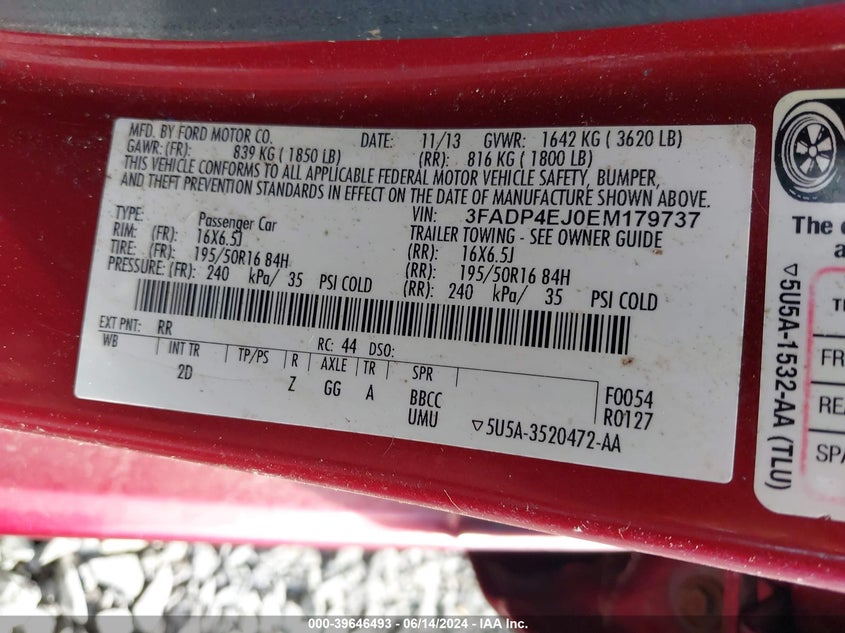 MFD. BY FORD MOTOR CO. DATE: 11/13 GVWR: 1642 KG ( 3620 LB)
GAWR: (FR): 839 KG ( 1850 LB) (RR): 816 KG ( 1800 LB)
THIS VEHICLE CONFORMS TO ALL APPLICABLE FEDERAL MOTOR VEHICLE SAFETY, BUMPER,
AND THEFT PREVENTION STANDARDS IN EFFECT ON THE DATE OF MANUFACTURE SHOWN ABOVE.
VIN: 3FADP4EJ0EM179737
TYPE: Passenger Car TRAILER TOWING - SEE OWNER GUIDE
RIM: (FR): 16X6.5J (RR): 16X6.5J
TIRE: (FR): 195/50R16 84H (RR): 195/50R16 84H
PRESSURE: (FR): 240 kPa/ 35 PSI COLD (RR): 240 kPa/ 35 PSI COLD
EXT PNT: RR RC: 44 DSO:
WB INT TR TP/PS R AXLE TR SPR
2D Z GG A BBCC F0054
UMU R0127
▽5U5A-3520472-AA
The
a
FR
REA
SPA
▽5U5A-1532-AA (TLU)
000-39646493 - 06/14/2024 - IAAI.COM